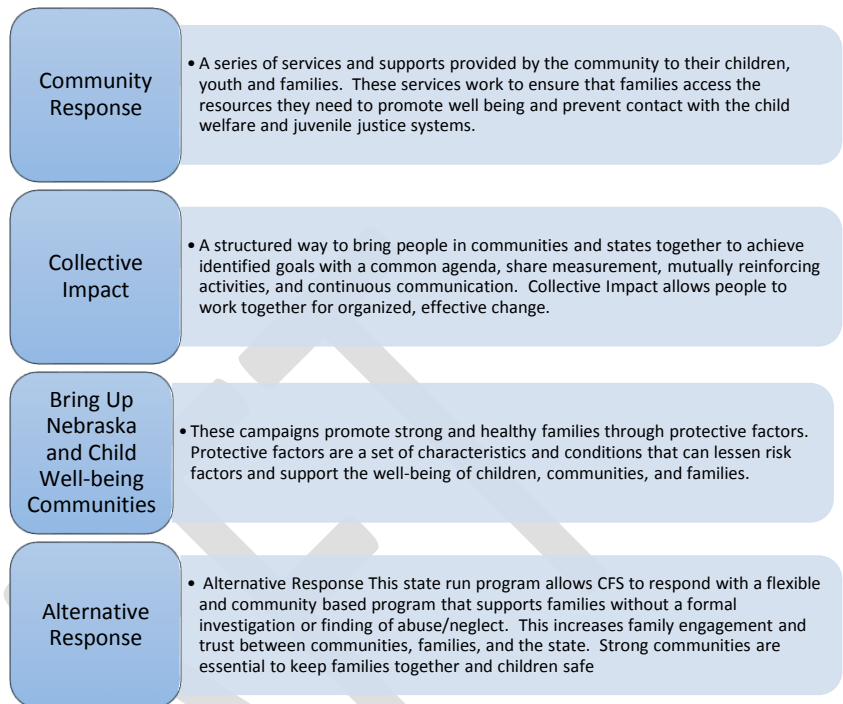 Community
Response
• A series of services and supports provided by the community to their children,
youth and families.  These services work to ensure that families access the
resources they need to promote well being and prevent contact with the child
welfare and juvenile justice systems.
Collective
Impact
• A structured way to bring people in communities and states together to achieve
identified goals with a common agenda, share measurement, mutually reinforcing
activities, and continuous communication.  Collective Impact allows people to
work together for organized, effective change.
Bring Up
Nebraska
and Child
Well-being
Communities
• These campaigns promote strong and healthy families through protective factors.
Protective factors are a set of characteristics and conditions that can lessen risk
factors and support the well-being of children, communities, and families.
Alternative
Response
• Alternative Response This state run program allows CFS to respond with a flexible
and community based program that supports families without a formal
investigation or finding of abuse/neglect.  This increases family engagement and
trust between communities, families, and the state.  Strong communities are
essential to keep families together and children safe